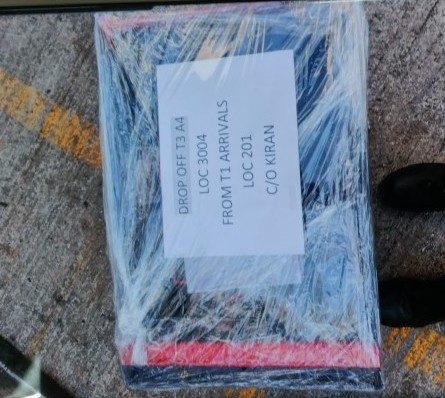 DROP OFF T3 A4
LOC 3004
FROM T1 ARRIVALS
LOC 201
C/O KIRAN